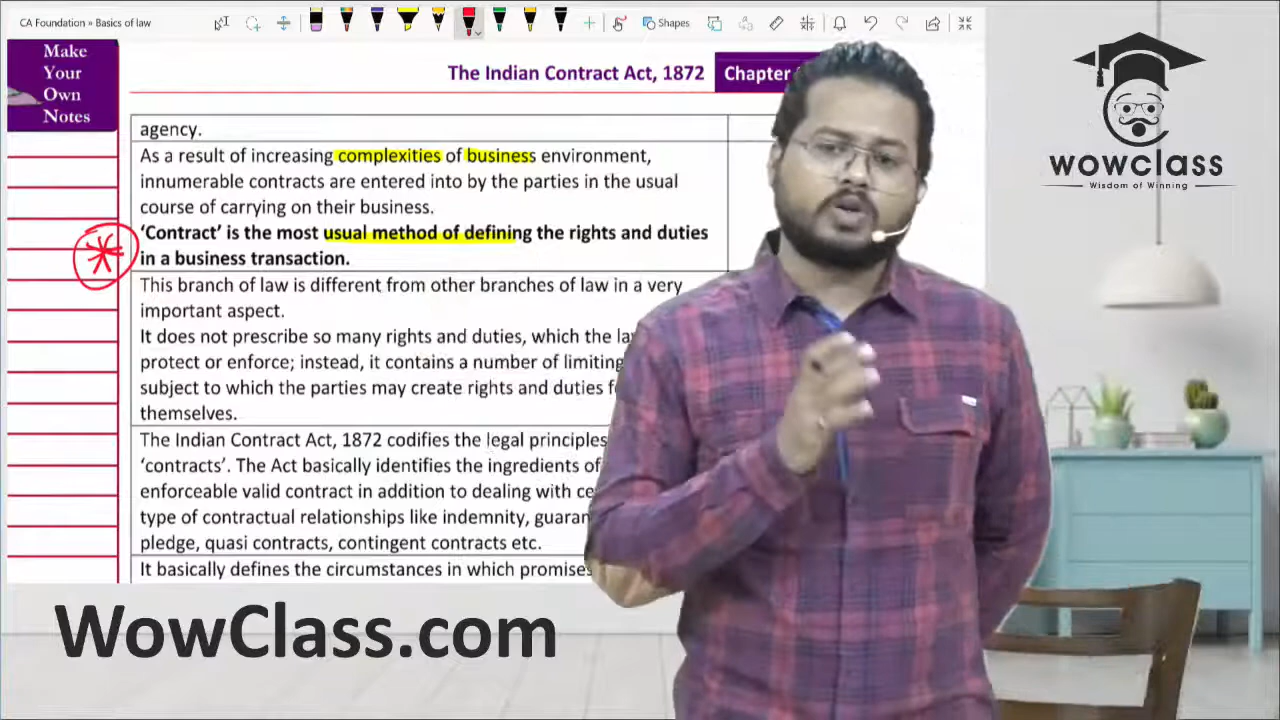 CA Foundation » Basics of law
Shapes
Make
Your
Own
Notes
The Indian Contract Act, 1872
Chapter
agency.
As a result of increasing complexities of business environment,
innumerable contracts are entered into by the parties in the usual
course of carrying on their business.
‘Contract’ is the most usual method of defining the rights and duties
in a business transaction.
This branch of law is different from other branches of law in a very
important aspect.
It does not prescribe so many rights and duties, which the
protect or enforce; instead, it contains a number of limiting
subject to which the parties may create rights and duties
themselves.
The Indian Contract Act, 1872 codifies the legal principles
‘contracts’. The Act basically identifies the ingredients of
enforceable valid contract in addition to dealing with
type of contractual relationships like indemnity,
pledge, quasi contracts, contingent contracts etc.
It basically defines the circumstances in which promises
wowclass
Wisdom of Winning
WowClass.com